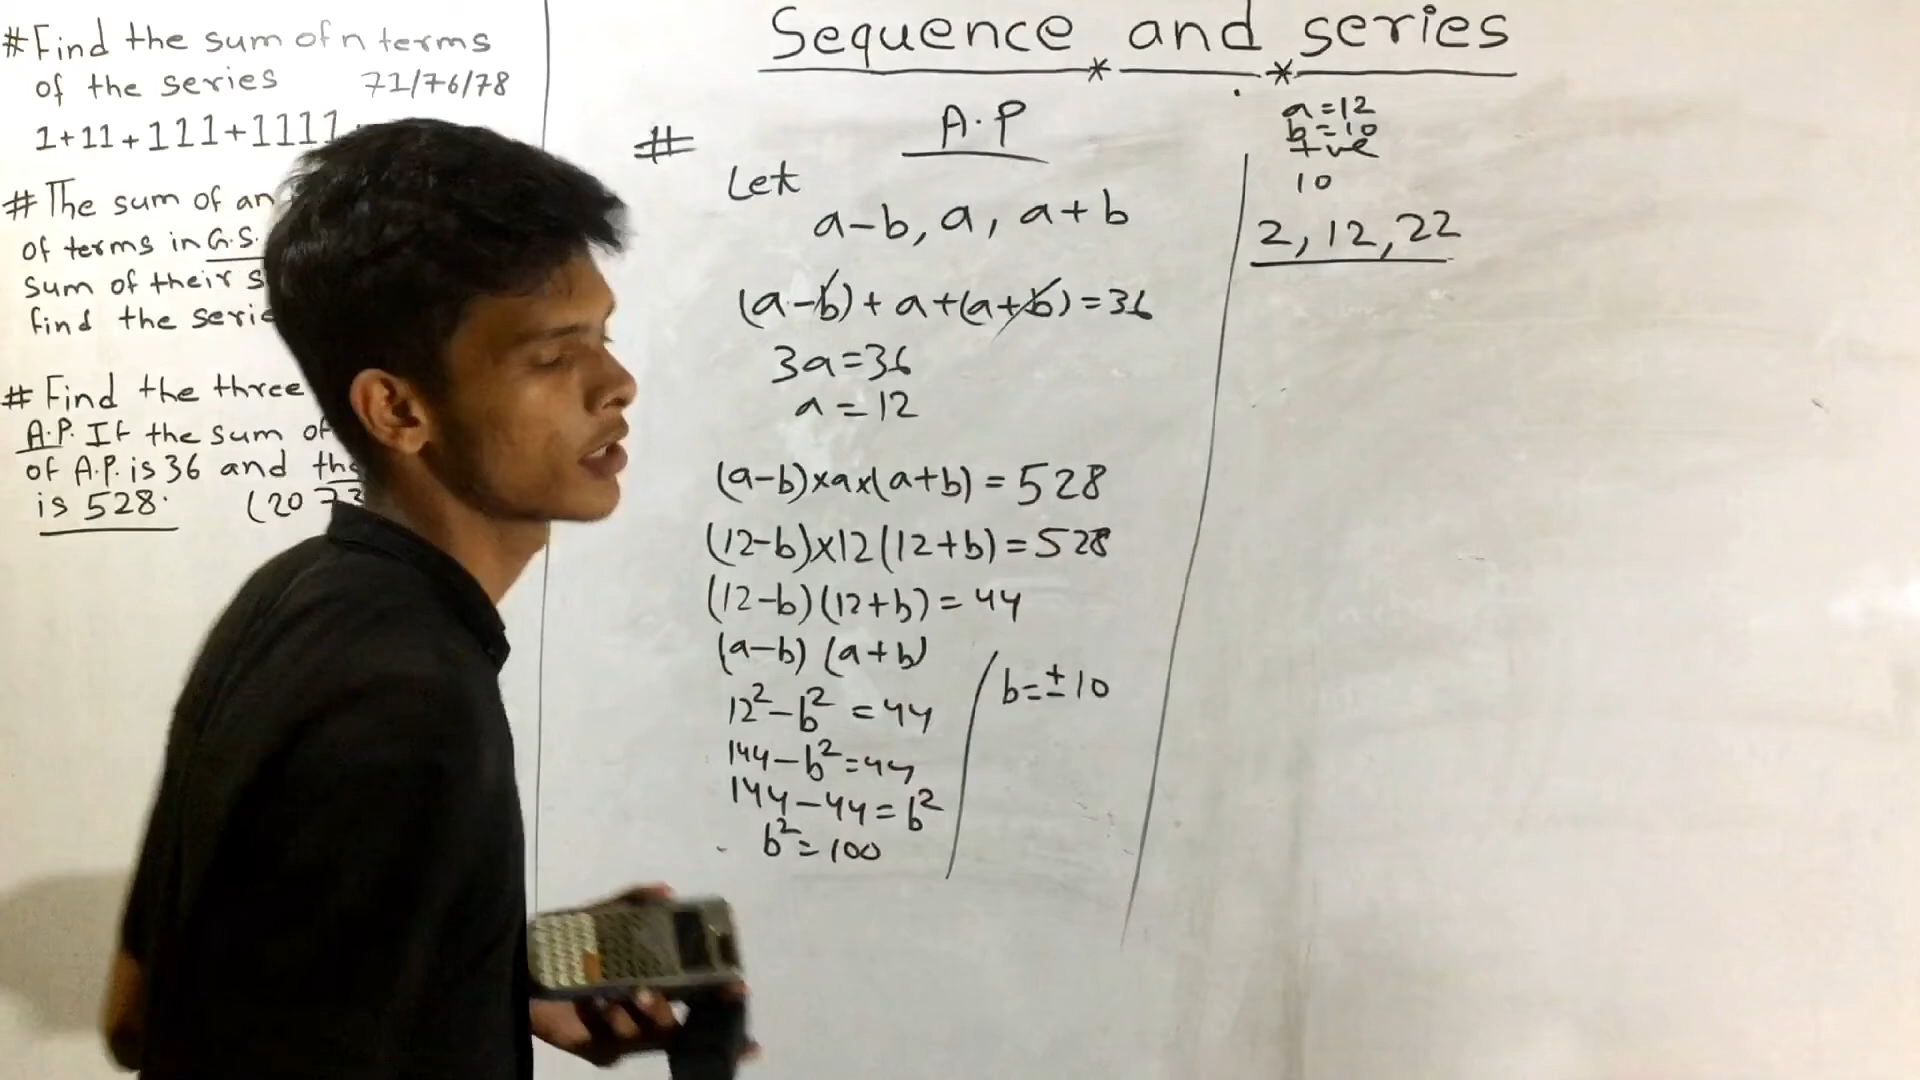 #Find the sum of n terms
of the series 71/76/78
1+11+111+1111
# The sum of an
of terms in G.S.
sum of their s
find the serie
# Find the three
A.P. If the sum of
of A.P. is 36 and the
is 528. (2073
Sequence and series
A.P
#
Let
a-b, a, a+b
(a-b)+a+(a+b)=36
3a=36
a=12
(a-b)xax(a+b)=528
(12-b)x12(12+b)=528
(12-b)(12+b)=44
(a-b)(a+b)
12²-b²=44
144-b²=44
144-44=b²
b²=100
b=±10
a=12
b=10
+ve
10
2,12,22